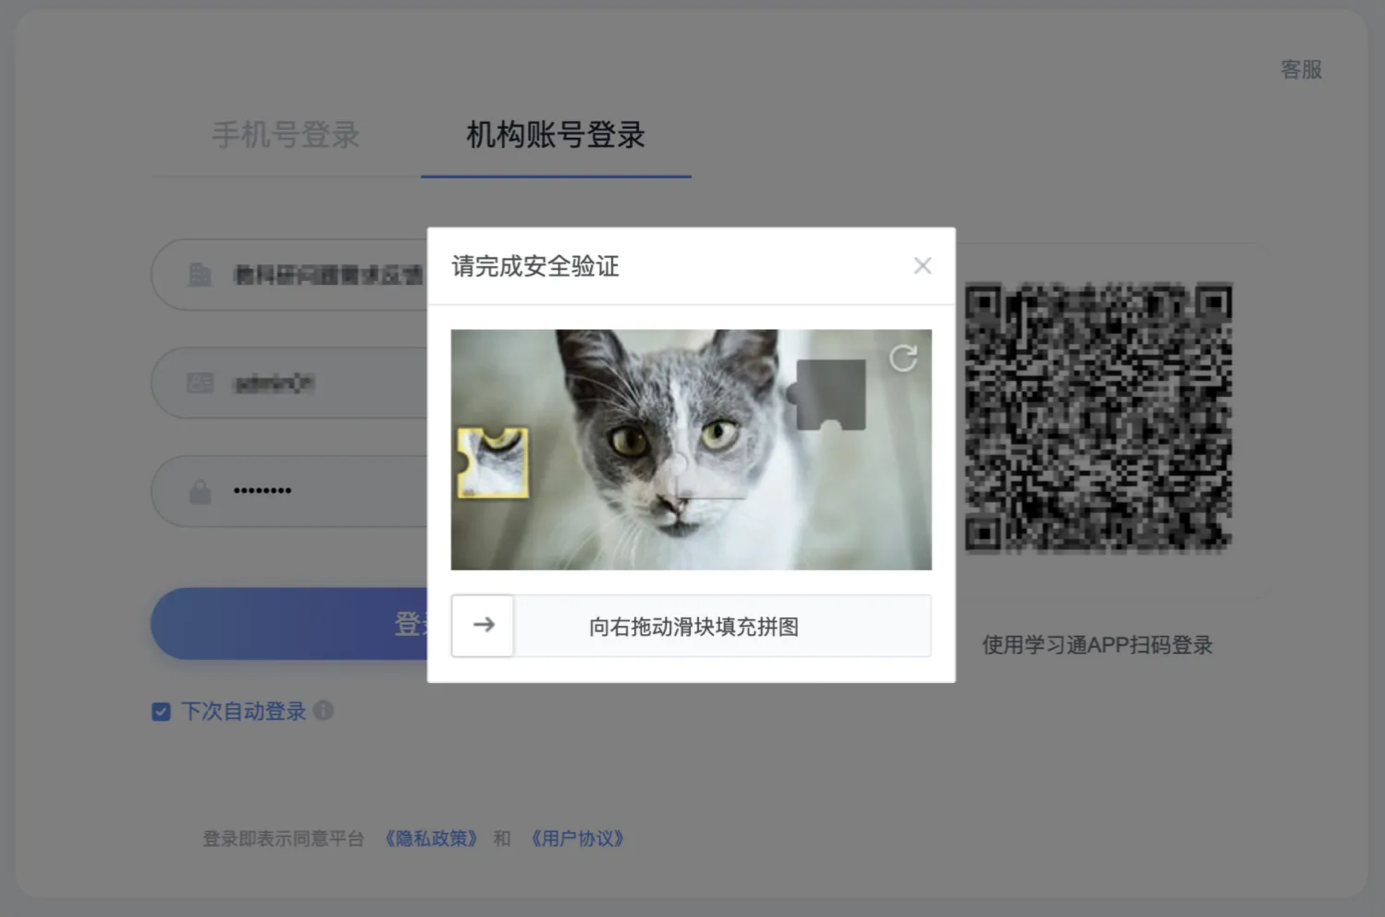 客服
手机号登录
机构账号登录
请完成安全验证
向右拖动滑块填充拼图
使用学习通APP扫码登录
下次自动登录
登录即表示同意平台 《隐私政策》 和 《用户协议》